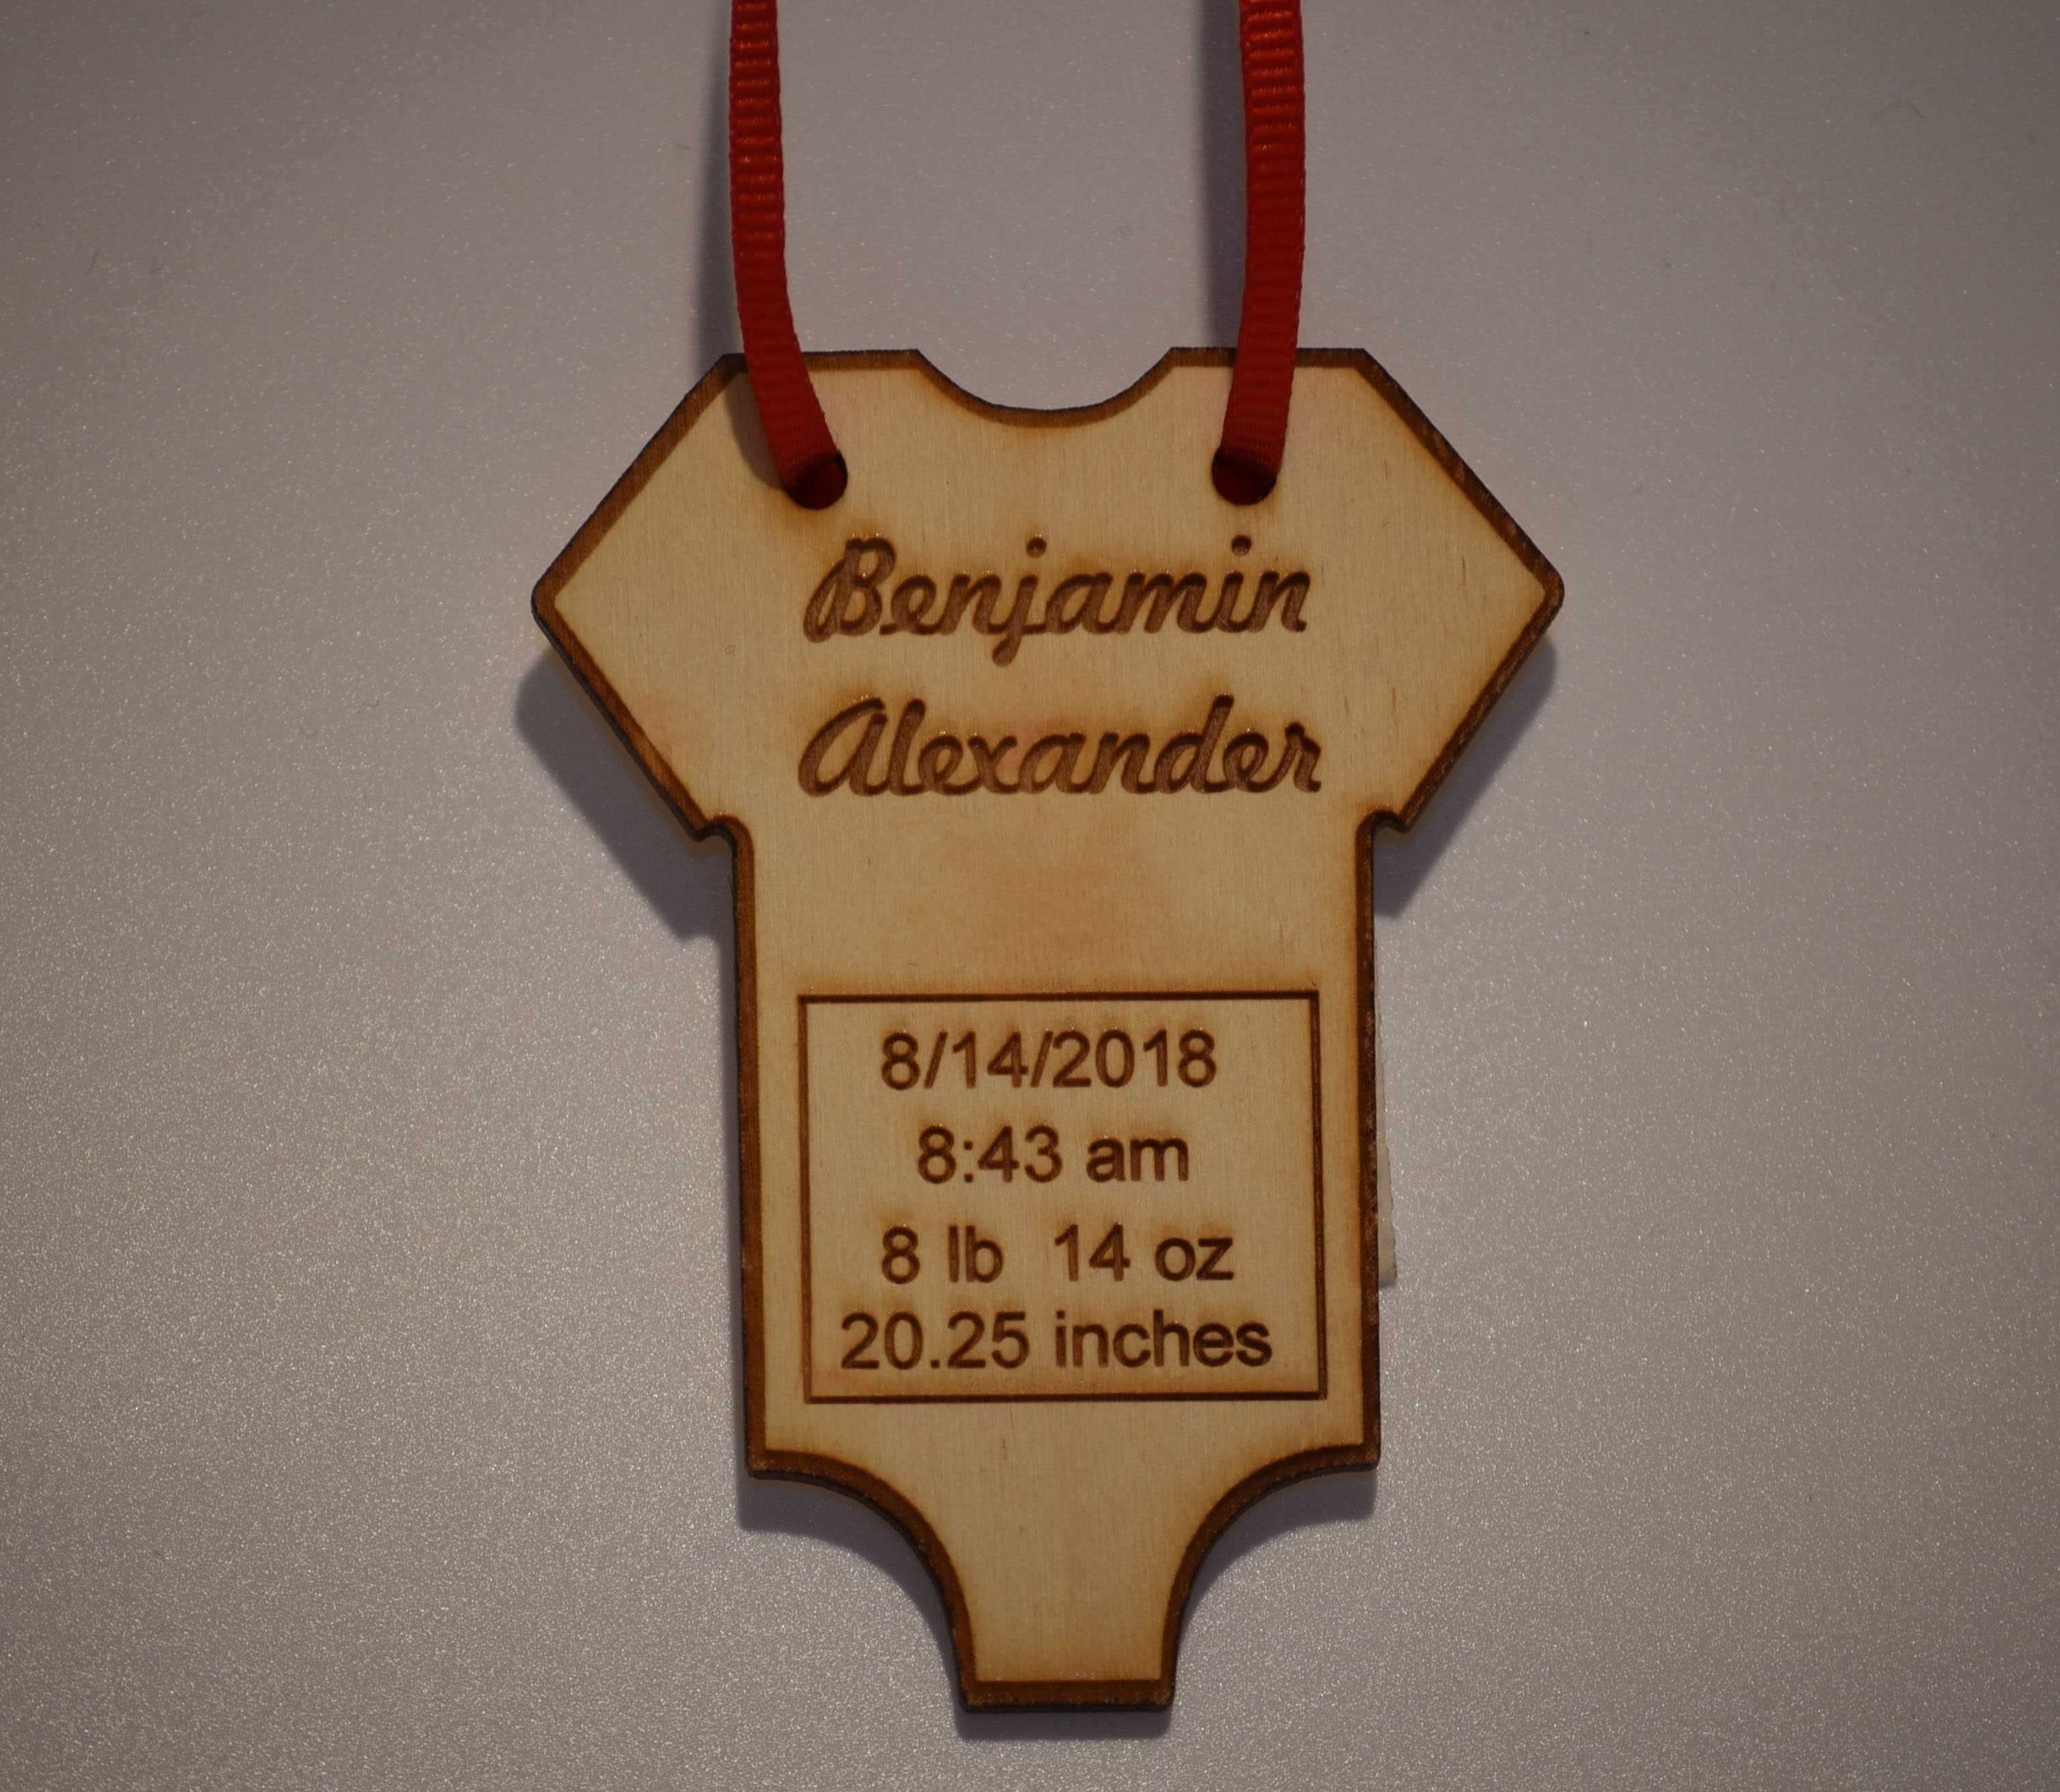 Benjamin
Alexander
8/14/2018
8:43 am
8 lb 14 oz
20.25 inches